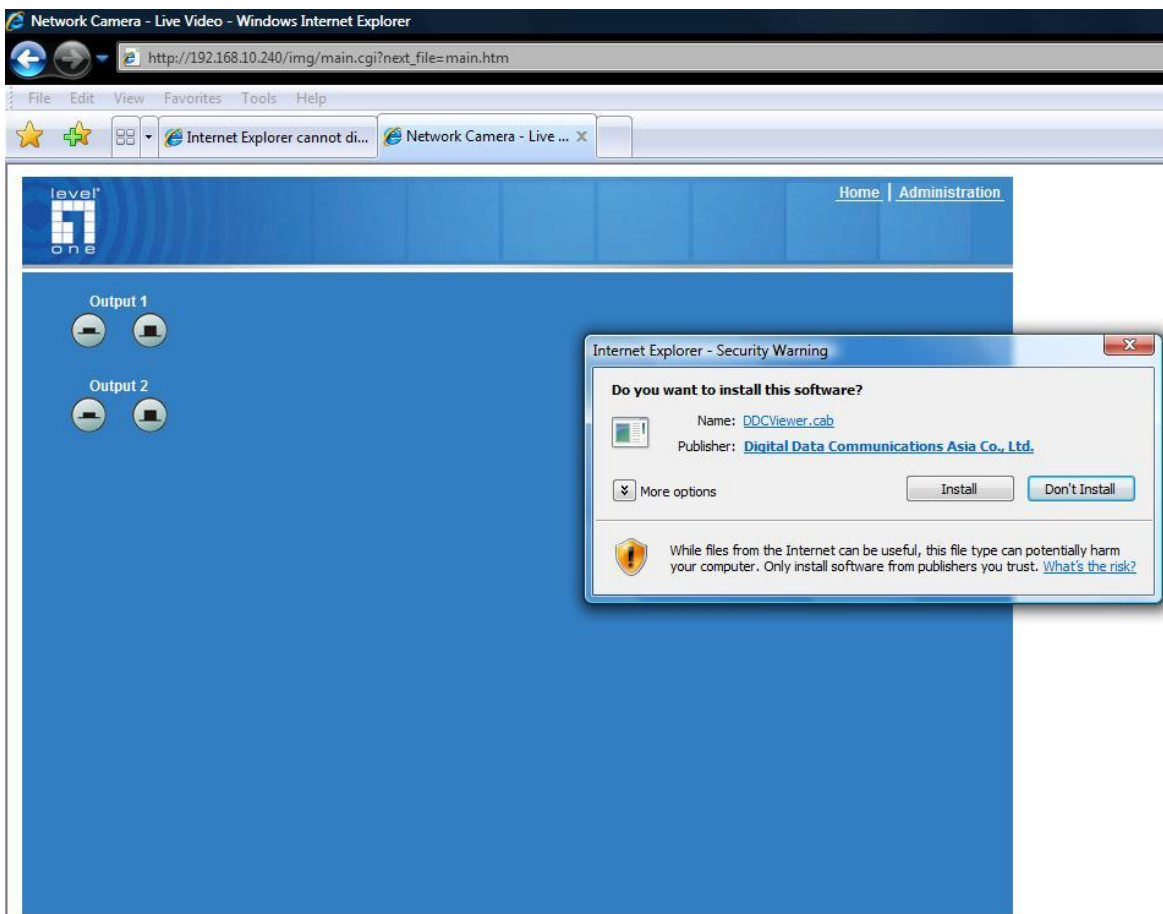 Network Camera - Live Video - Windows Internet Explorer
http://192.168.10.240/img/main.cgi?next_file=main.htm
File Edit View Favorites Tools Help
Internet Explorer cannot di...
Network Camera - Live ...
level
one
Home | Administration
Output 1
Output 2
Internet Explorer - Security Warning
Do you want to install this software?
Name: DDCViewer.cab
Publisher: Digital Data Communications Asia Co., Ltd.
More options
Install
Don't Install
While files from the Internet can be useful, this file type can potentially harm
your computer. Only install software from publishers you trust. What's the risk?